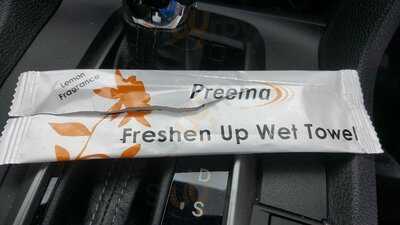 Lemon
Fragrance
Preema
Freshen Up Wet Towel
D
S